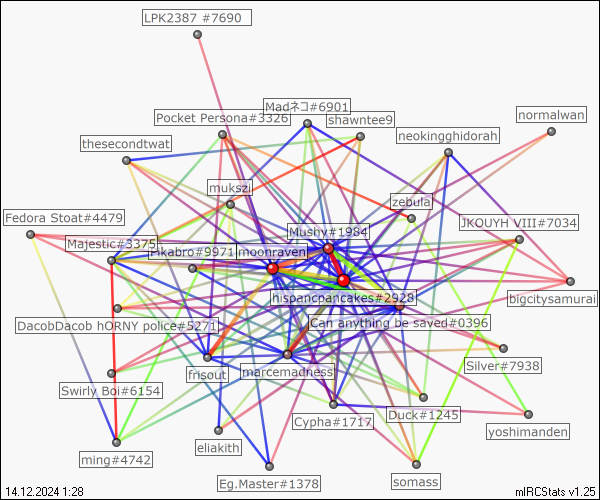 LPK2387 #7690
Madネコ#6901
Pocket Persona#3326
shawntee9
normalwan
neokingghidorah
thesecondtwat
mukszi
zebula
Fedora Stoat#4479
Mushy#1984
JKOUYH VIII#7034
Majestic#3375
Aikabro#9971
moonraven
hispancpancakes#2928
bigcitysamurai
DacobDacob hORNY police#5271
Can anything be saved#0396
Silver#7938
frisout
marcemadness
Swirly Boi#6154
Cypha#1717
Duck#1245
yoshimanden
eliakith
ming#4742
Eg.Master#1378
somass
14.12.2024 1:28
mIRCStats v1.25